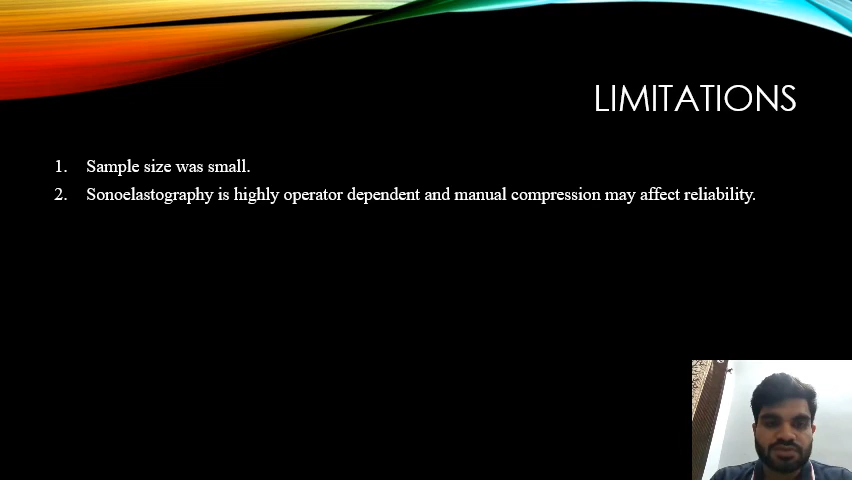 LIMITATIONS
1. Sample size was small.
2. Sonoelastography is highly operator dependent and manual compression may affect reliability.